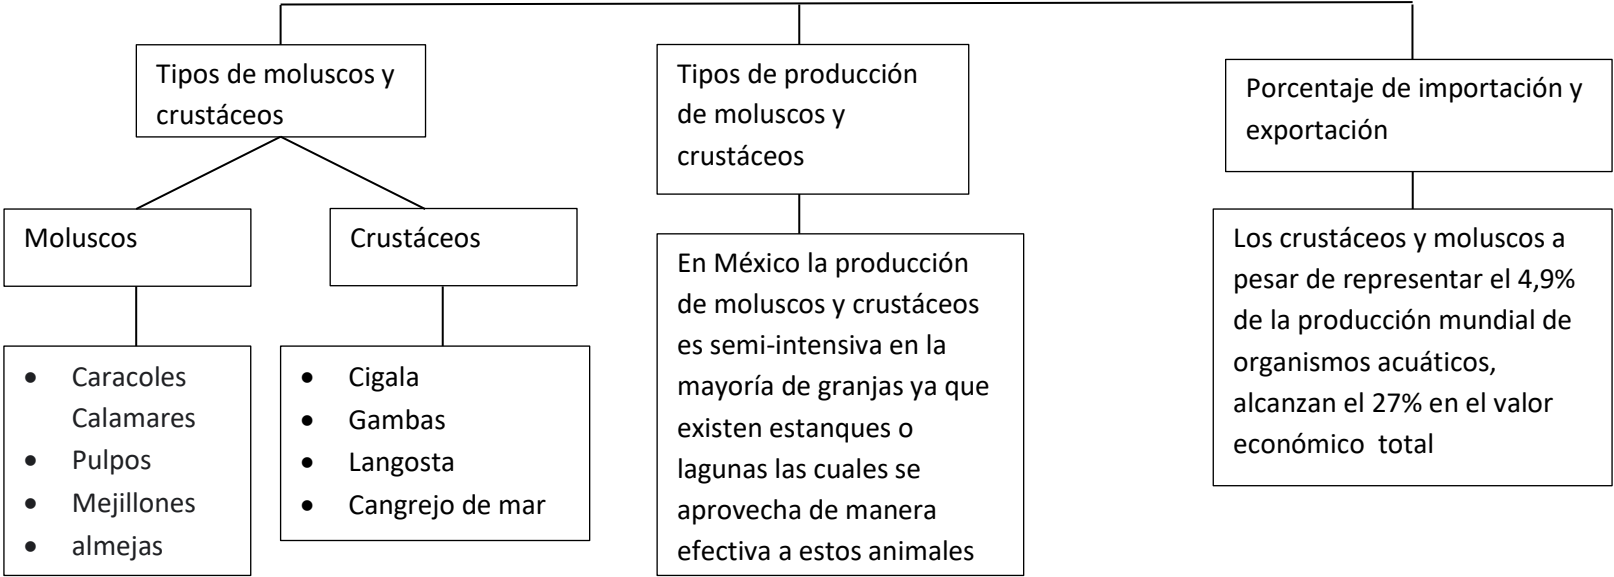 Tipos de moluscos y
crustáceos
Moluscos
Crustáceos
• Caracoles
Calamares
• Pulpos
• Mejillones
• almejas
• Cigala
• Gambas
• Langosta
• Cangrejo de mar
Tipos de producción
de moluscos y
crustáceos
En México la producción
de moluscos y crustáceos
es semi-intensiva en la
mayoría de granjas ya que
existen estanques o
lagunas las cuales se
aprovecha de manera
efectiva a estos animales
Porcentaje de importación y
exportación
Los crustáceos y moluscos a
pesar de representar el 4,9%
de la producción mundial de
organismos acuáticos,
alcanzan el 27% en el valor
económico  total